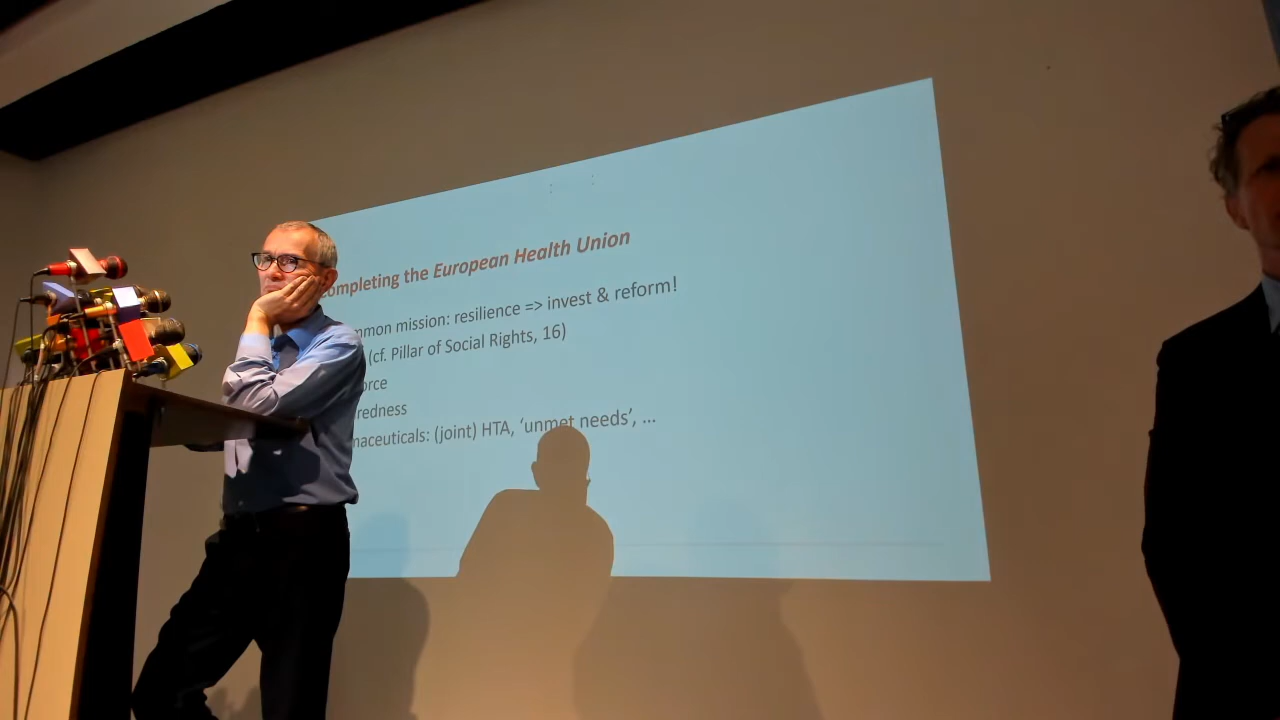 completing the European Health Union
mmon mission: resilience => invest & reform!
(cf. Pillar of Social Rights, 16)
orce
redness
maceuticals: (joint) HTA, ‘unmet needs’, ...